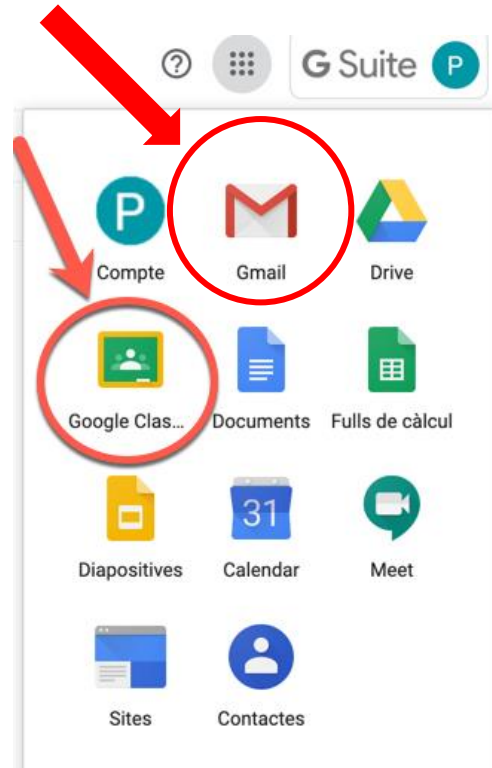 G Suite P
P
Compte Gmail Drive
Google Clas... Documents Fulls de càlcul
31
Diapositives Calendar Meet
Sites Contactes